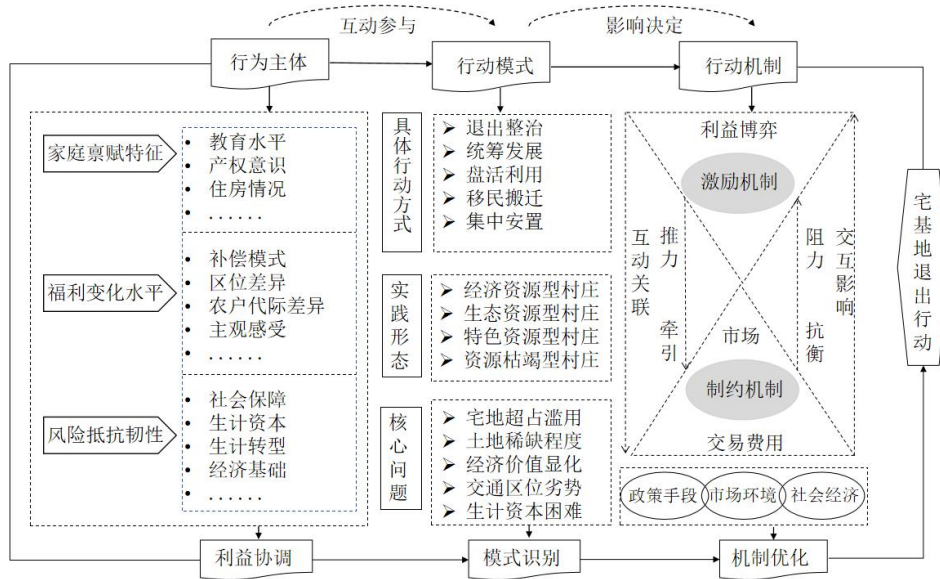 互动参与
影响决定
行为主体
行动模式
行动机制
家庭禀赋特征
教育水平
产权意识
住房情况
......
福利变化水平
补偿模式
区位差异
农户代际差异
主观感受
......
风险抵抗韧性
社会保障
生计资本
生计转型
经济基础
......
具体行动方式
退出整治
统筹发展
盘活利用
移民搬迁
集中安置
实践形态
经济资源型村庄
生态资源型村庄
特色资源型村庄
资源枯竭型村庄
核心问题
宅地超占滥用
土地稀缺程度
经济价值显化
交通区位劣势
生计资本困难
利益博弈
激励机制
互动关联
推力
牵引
阻力
抗衡
交互影响
市场
制约机制
交易费用
政策手段
市场环境
社会经济
宅基地退出行动
利益协调
模式识别
机制优化